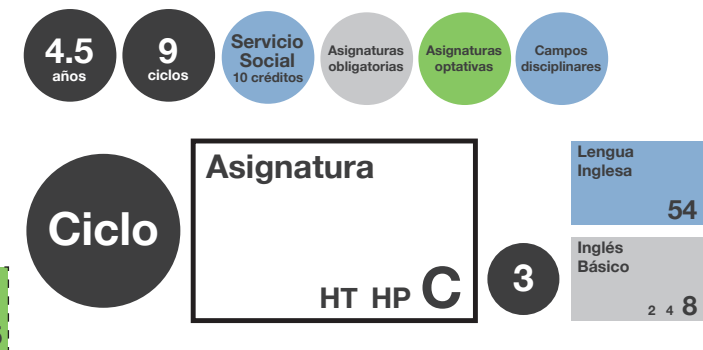 4.5
años
9
ciclos
Servicio
Social
10 créditos
Asignaturas
obligatorias
Asignaturas
optativas
Campos
disciplinares
Ciclo
Asignatura
HT HP C
3
Lengua
Inglesa
54
Inglés
Básico
2 4 8